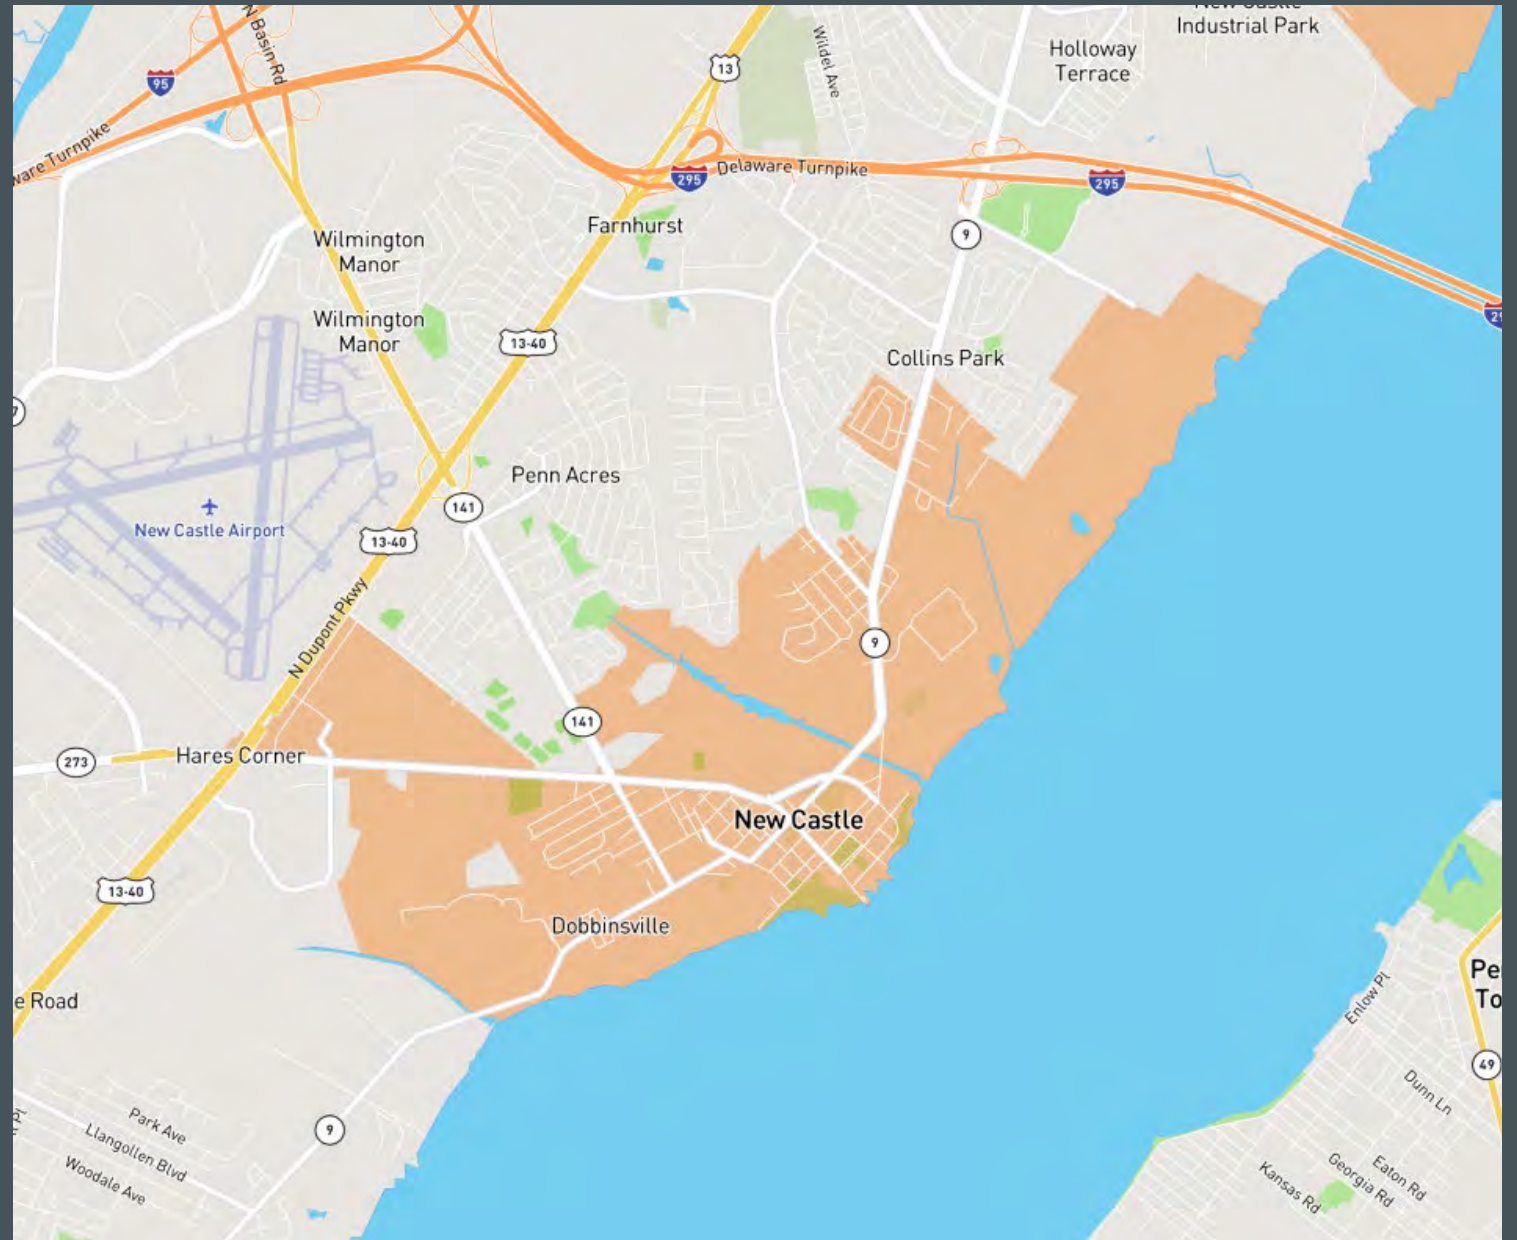 New Castle
Industrial Park
N Basin Rd
Wildel Ave
Holloway
Terrace
13
95
ware Turnpike
Delaware Turnpike
295
295
Farnhurst
9
Wilmington
Manor
29
Wilmington
Manor
13-40
Collins Park
Penn Acres
141
New Castle Airport
13-40
N Dupont Pkwy
9
141
Hares Corner
273
New Castle
13-40
Dobbinsville
Pe
To
e Road
Enlow Pl
49
Dunn Ln
Park Ave
9
Llangollen Blvd
Woodale Ave
Eaton Rd
Georgia Rd
Kansas Rd